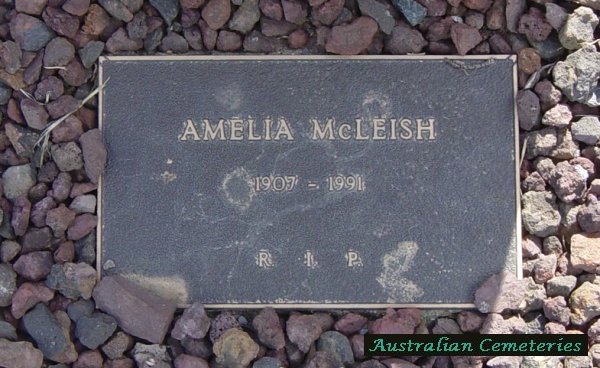 AMELIA McLEISH
1907 - 1991
R I P
Australian Cemeteries